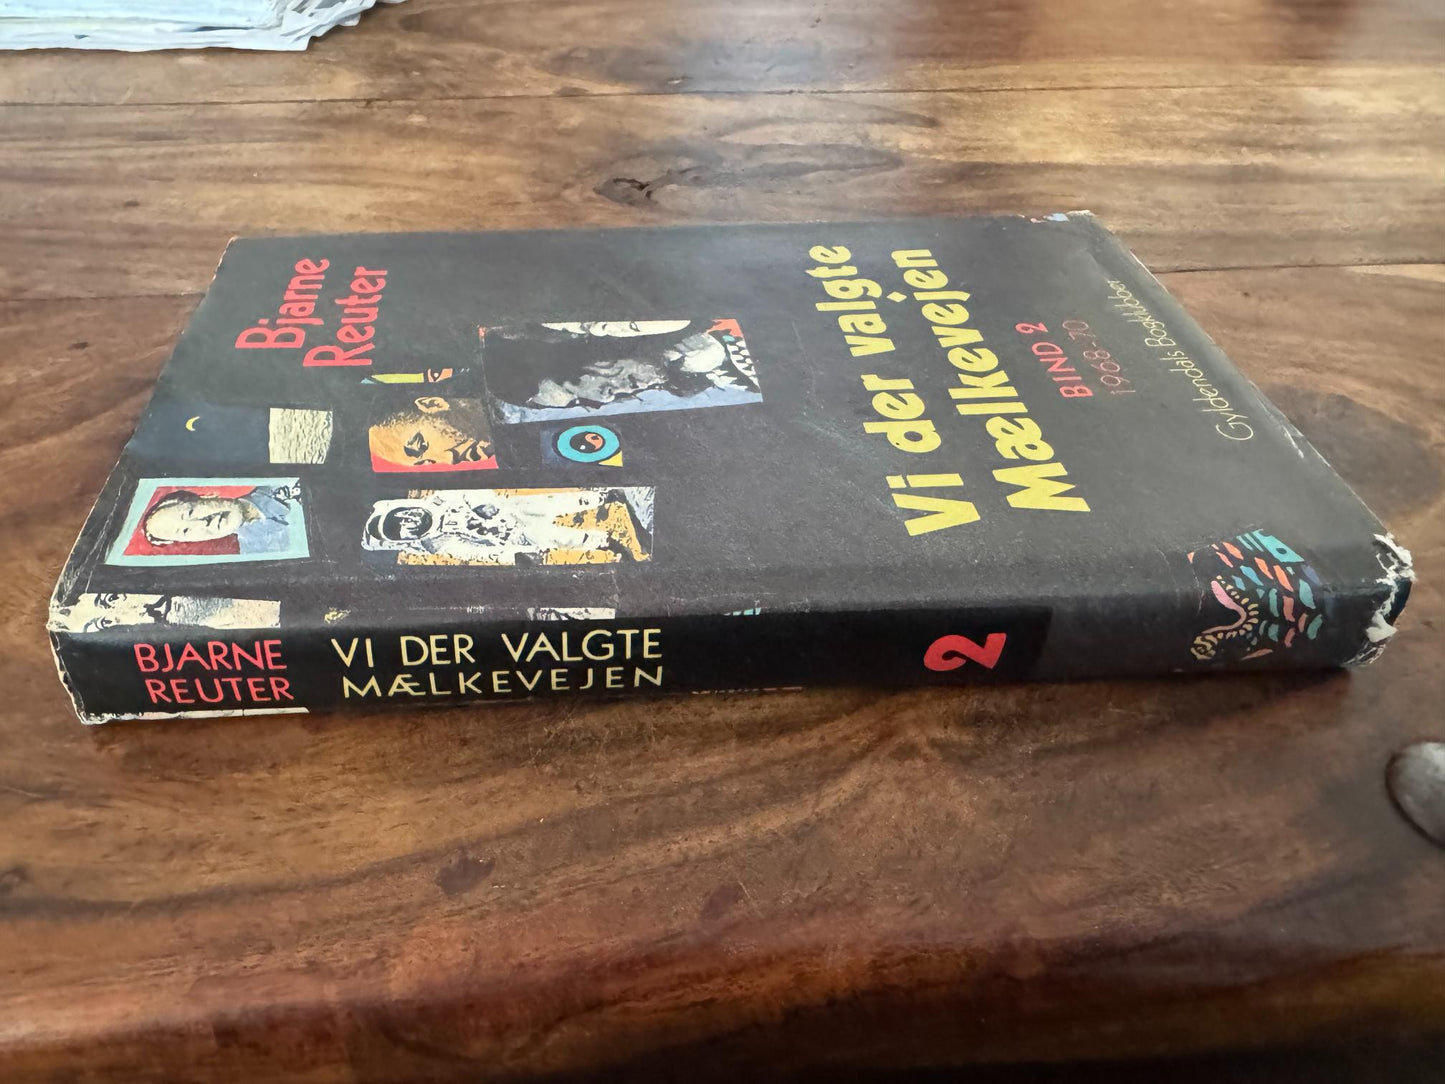 Bjarne
Reuter
Vi der valgte
Mælkevejen
BIND 2
1968-70
Gyldendals Bogklubber
BJARNE
REUTER
VI DER VALGTE
MÆLKEVEJEN
2